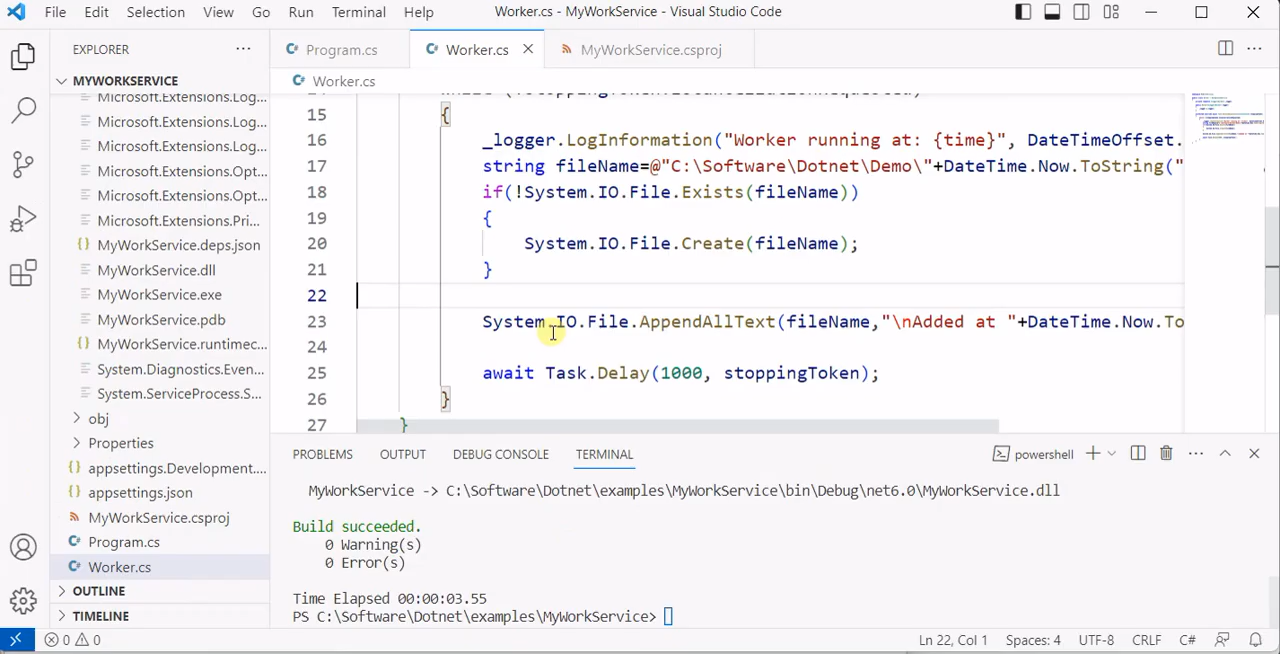 File Edit Selection View Go Run Terminal Help Worker.cs - MyWorkService - Visual Studio Code
EXPLORER ···
MYWORKSERVICE
Microsoft.Extensions.Log...
Microsoft.Extensions.Log...
Microsoft.Extensions.Log...
Microsoft.Extensions.Opt...
Microsoft.Extensions.Opt...
Microsoft.Extensions.Pri...
{} MyWorkService.deps.json
MyWorkService.dll
MyWorkService.exe
MyWorkService.pdb
MyWorkService.runtimec...
System.Diagnostics.Even...
System.ServiceProcess.S...
obj
Properties
{} appsettings.Development....
{} appsettings.json
MyWorkService.csproj
C# Program.cs
C# Worker.cs
OUTLINE
TIMELINE
C# Program.cs C# Worker.cs × MyWorkService.csproj
C# Worker.cs
15 {
16 _logger.LogInformation("Worker running at: {time}", DateTimeOffset.
17 string fileName=@"C:\Software\Dotnet\Demo\"+DateTime.Now.ToString("
18 if(!System.IO.File.Exists(fileName))
19 {
20 System.IO.File.Create(fileName);
21 }
22
23 System.IO.File.AppendAllText(fileName,"\nAdded at "+DateTime.Now.To
24
25 await Task.Delay(1000, stoppingToken);
26 }
27 }
PROBLEMS OUTPUT DEBUG CONSOLE TERMINAL powershell
MyWorkService -> C:\Software\Dotnet\examples\MyWorkService\bin\Debug\net6.0\MyWorkService.dll
Build succeeded.
0 Warning(s)
0 Error(s)
Time Elapsed 00:00:03.55
PS C:\Software\Dotnet\examples\MyWorkService>
0 0 Ln 22, Col 1 Spaces: 4 UTF-8 CRLF C#